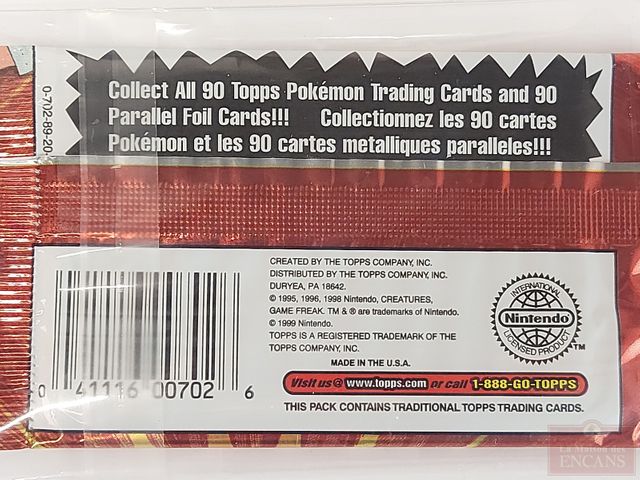 Collect All 90 Topps Pokémon Trading Cards and 90
Parallel Foil Cards!!! Collectionnez les 90 cartes
Pokémon et les 90 cartes metalliques paralleles!!!
0-702-89-20
CREATED BY THE TOPPS COMPANY, INC.
DISTRIBUTED BY THE TOPPS COMPANY, INC.
DURYEA, PA 18642.
© 1995, 1996, 1998 Nintendo, CREATURES,
GAME FREAK. TM & ® are trademarks of Nintendo.
© 1999 Nintendo.
TOPPS IS A REGISTERED TRADEMARK OF THE
TOPPS COMPANY, INC.
MADE IN THE U.S.A.
Visit us @ www.topps.com or call 1-888-GO-TOPPS
THIS PACK CONTAINS TRADITIONAL TOPPS TRADING CARDS.
0 41116 00702 6
INTERNATIONAL
Nintendo
LICENSED PRODUCT
TM
La Maison des
ENCANS